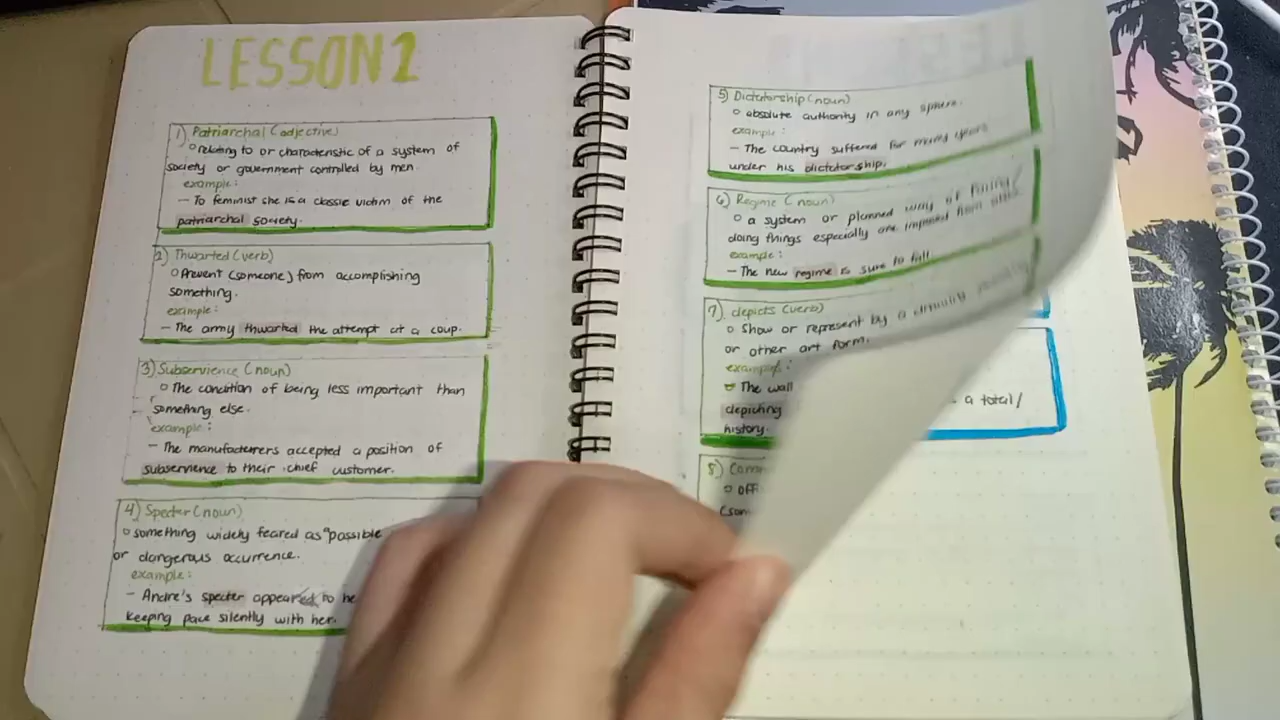 LESSON 2
1) Patriarchal (adjective)
o relating to or characteristic of a system of
society or government controlled by men.
example:
- To feminist she is a classic victim of the
patriarchal society.
2) Thwarted (verb)
o Prevent (someone) from accomplishing
something.
example:
- The army thwarted the attempt at a coup.
3) Subservience (noun)
o The condition of being less important than
something else.
example:
- The manufacterers accepted a position of
subservience to their chief customer.
4) Specter (noun)
o something widely feared as "possible
or dangerous occurrence.
example:
- Andre's specter appeared to he
keeping pace silently with her.
5) Dictatorship (noun)
o absolute authority in any sphere.
example:
- The country suffered for many years
under his dictatorship.
6) Regime (noun)
o a system or planned way of
doing things especially one imposed from
example:
- The new regime is sure to fall
7) depicts (verb)
o Show or represent by a
or other art form.
example:
- The wall
depicting
history.
a total/
8) Com
o off
(som